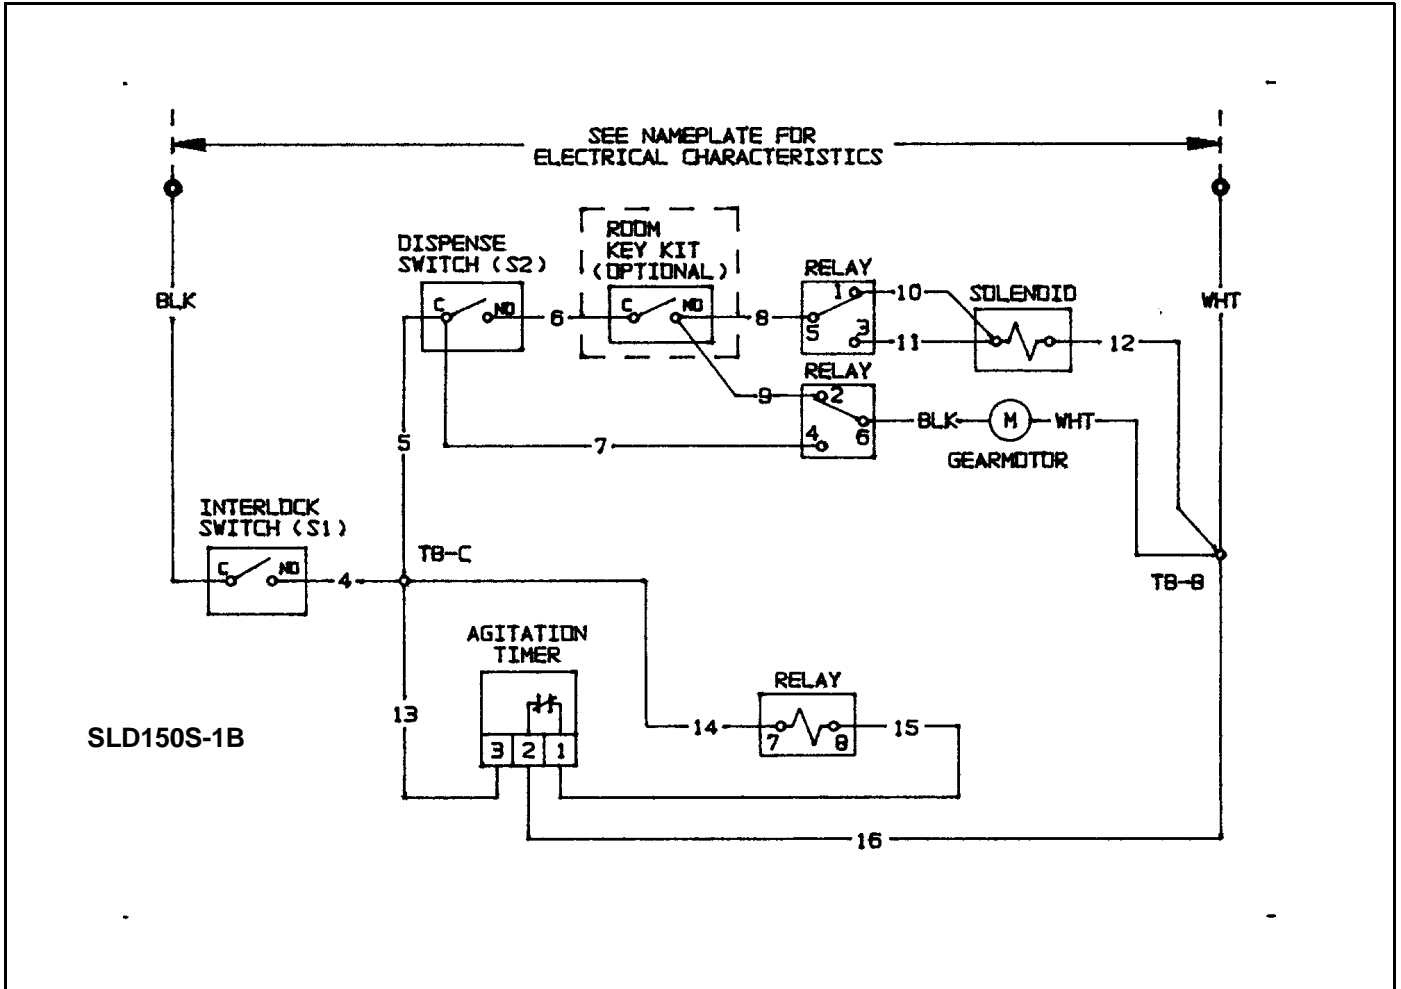 SEE NAMEPLATE FOR
ELECTRICAL CHARACTERISTICS
BLK
WHT
DISPENSE
SWITCH (S2)
C
NO
6
ROOM
KEY KIT
(OPTIONAL)
C
NO
8
RELAY
1
5
3
10
11
SOLENOID
12
9
RELAY
2
4
6
BLK
M
WHT
GEARMOTOR
5
7
INTERLOCK
SWITCH (S1)
C
NO
4
TB-C
TB-B
AGITATION
TIMER
3 2 1
13
14
RELAY
7
8
15
16
SLD150S-1B